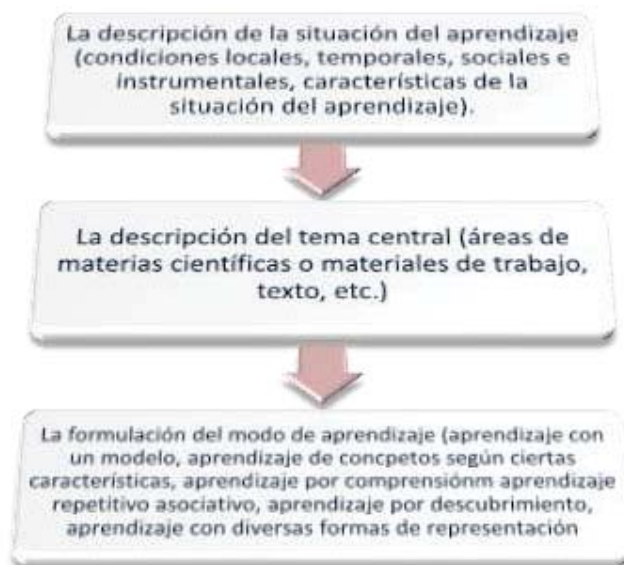 La descripción de la situación del aprendizaje
(condiciones locales, temporales, sociales e
instrumentales, características de la
situación del aprendizaje).
La descripción del tema central (áreas de
materias científicas o materiales de trabajo,
texto, etc.)
La formulación del modo de aprendizaje (aprendizaje con
un modelo, aprendizaje de concpetos según ciertas
características, aprendizaje por comprensiónm aprendizaje
repetitivo asociativo, aprendizaje por descubrimiento,
aprendizaje con diversas formas de representación